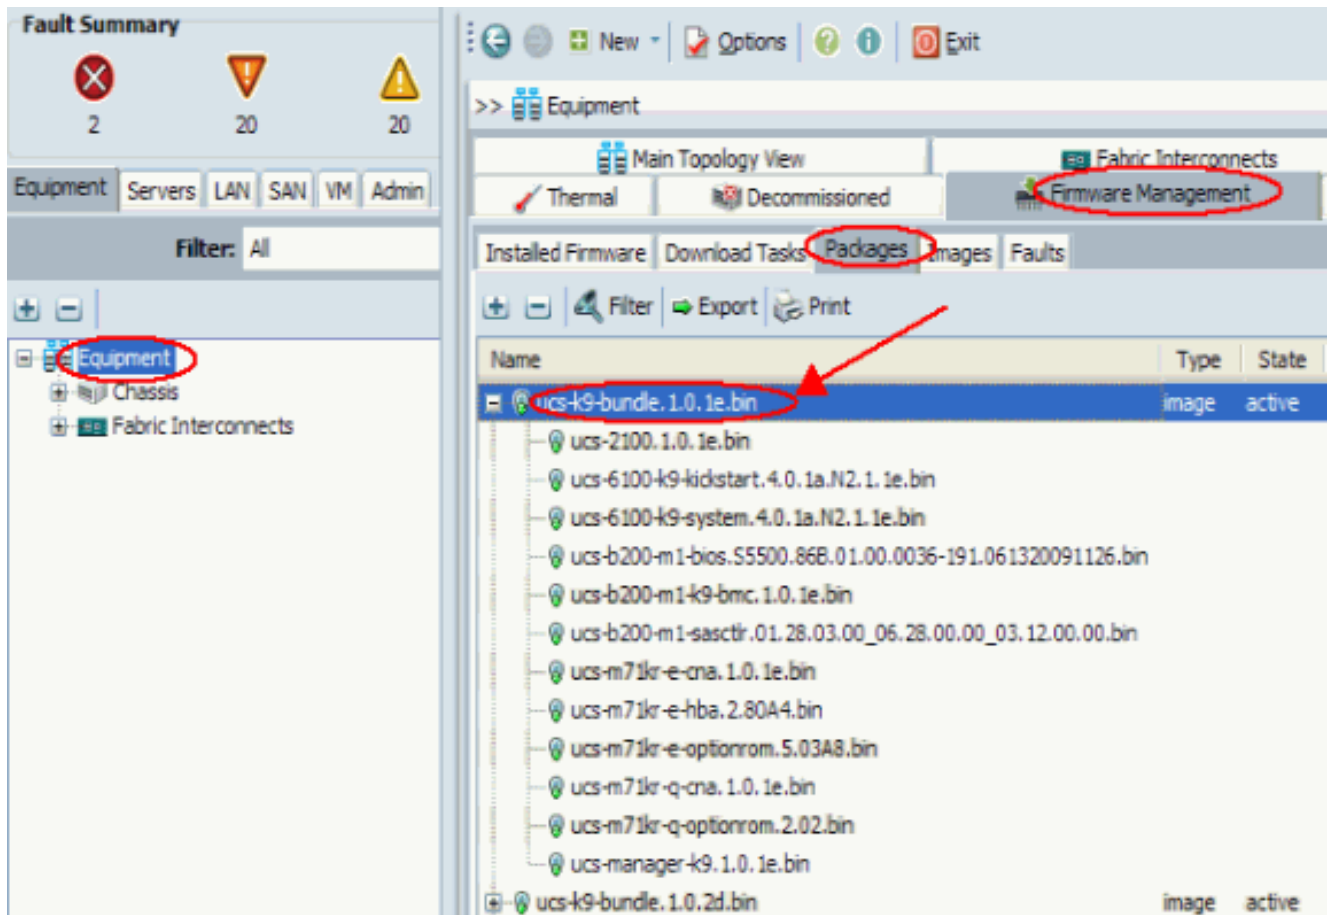 Fault Summary
2 20 20
Equipment Servers LAN SAN VM Admin
Filter: All
Equipment
Chassis
Fabric Interconnects
New Options Exit
>> Equipment
Main Topology View Fabric Interconnects
Thermal Decommissioned Firmware Management
Installed Firmware Download Tasks Packages Images Faults
Filter Export Print
Name Type State
ucs-k9-bundle.1.0.1e.bin image active
ucs-2100.1.0.1e.bin
ucs-6100-k9-kickstart.4.0.1a.N2.1.1e.bin
ucs-6100-k9-system.4.0.1a.N2.1.1e.bin
ucs-b200-m1-bios.S5500.86B.01.00.0036-191.061320091126.bin
ucs-b200-m1-k9-bmc.1.0.1e.bin
ucs-b200-m1-sasctlr.01.28.03.00_06.28.00.00_03.12.00.00.bin
ucs-m71kr-e-cna.1.0.1e.bin
ucs-m71kr-e-hba.2.80A4.bin
ucs-m71kr-e-optionrom.5.03A8.bin
ucs-m71kr-q-cna.1.0.1e.bin
ucs-m71kr-q-optionrom.2.02.bin
ucs-manager-k9.1.0.1e.bin
ucs-k9-bundle.1.0.2d.bin image active